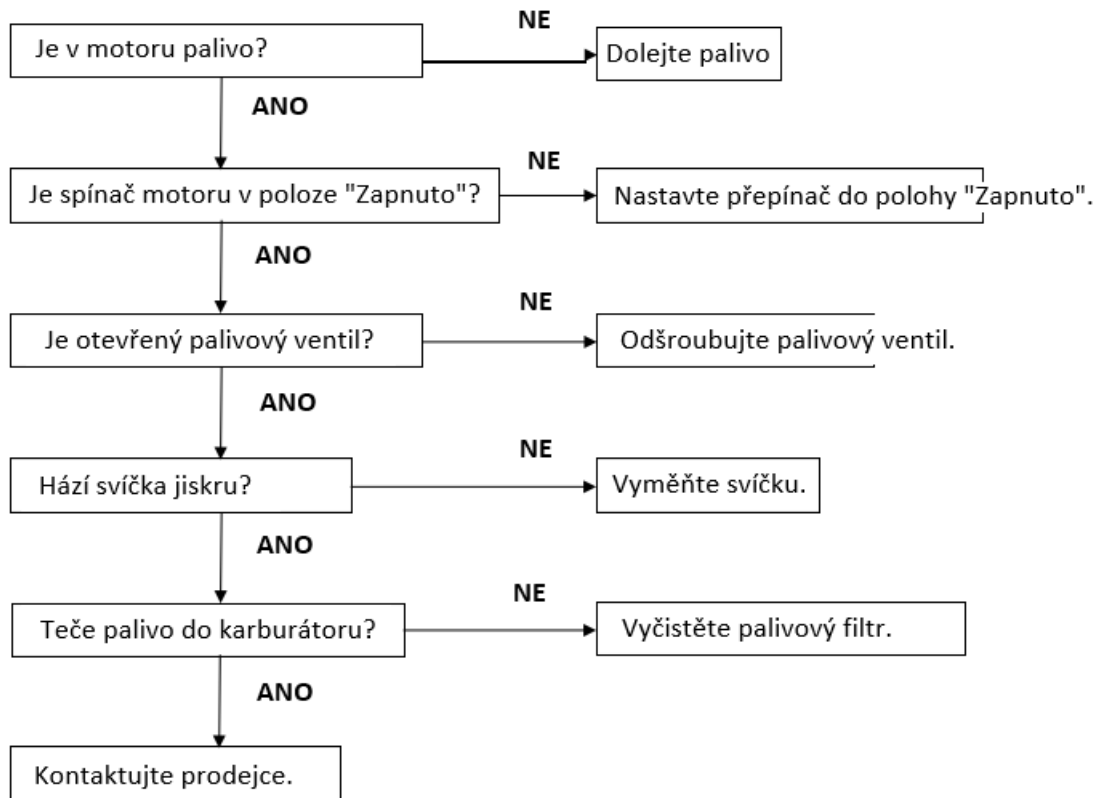 NE
Je v motoru palivo?
Dolejte palivo
ANO
NE
Je spínač motoru v poloze "Zapnuto"?
Nastavte přepínač do polohy "Zapnuto".
ANO
NE
Je otevřený palivový ventil?
Odšroubujte palivový ventil.
ANO
NE
Hází svíčka jiskru?
Vyměňte svíčku.
ANO
NE
Teče palivo do karburátoru?
Vyčistěte palivový filtr.
ANO
Kontaktujte prodejce.